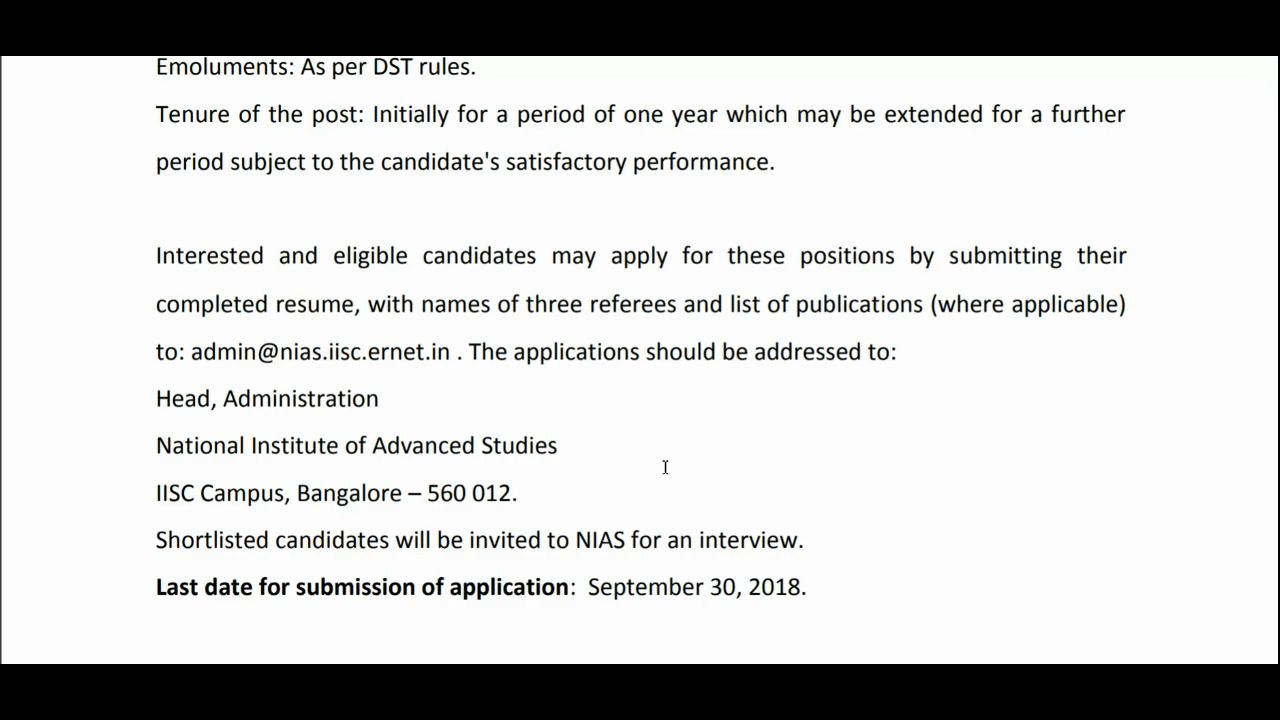 Emoluments: As per DST rules.
Tenure of the post: Initially for a period of one year which may be extended for a further
period subject to the candidate's satisfactory performance.
Interested and eligible candidates may apply for these positions by submitting their
completed resume, with names of three referees and list of publications (where applicable)
to: admin@nias.iisc.ernet.in . The applications should be addressed to:
Head, Administration
National Institute of Advanced Studies
IISC Campus, Bangalore – 560 012.
Shortlisted candidates will be invited to NIAS for an interview.
Last date for submission of application:  September 30, 2018.